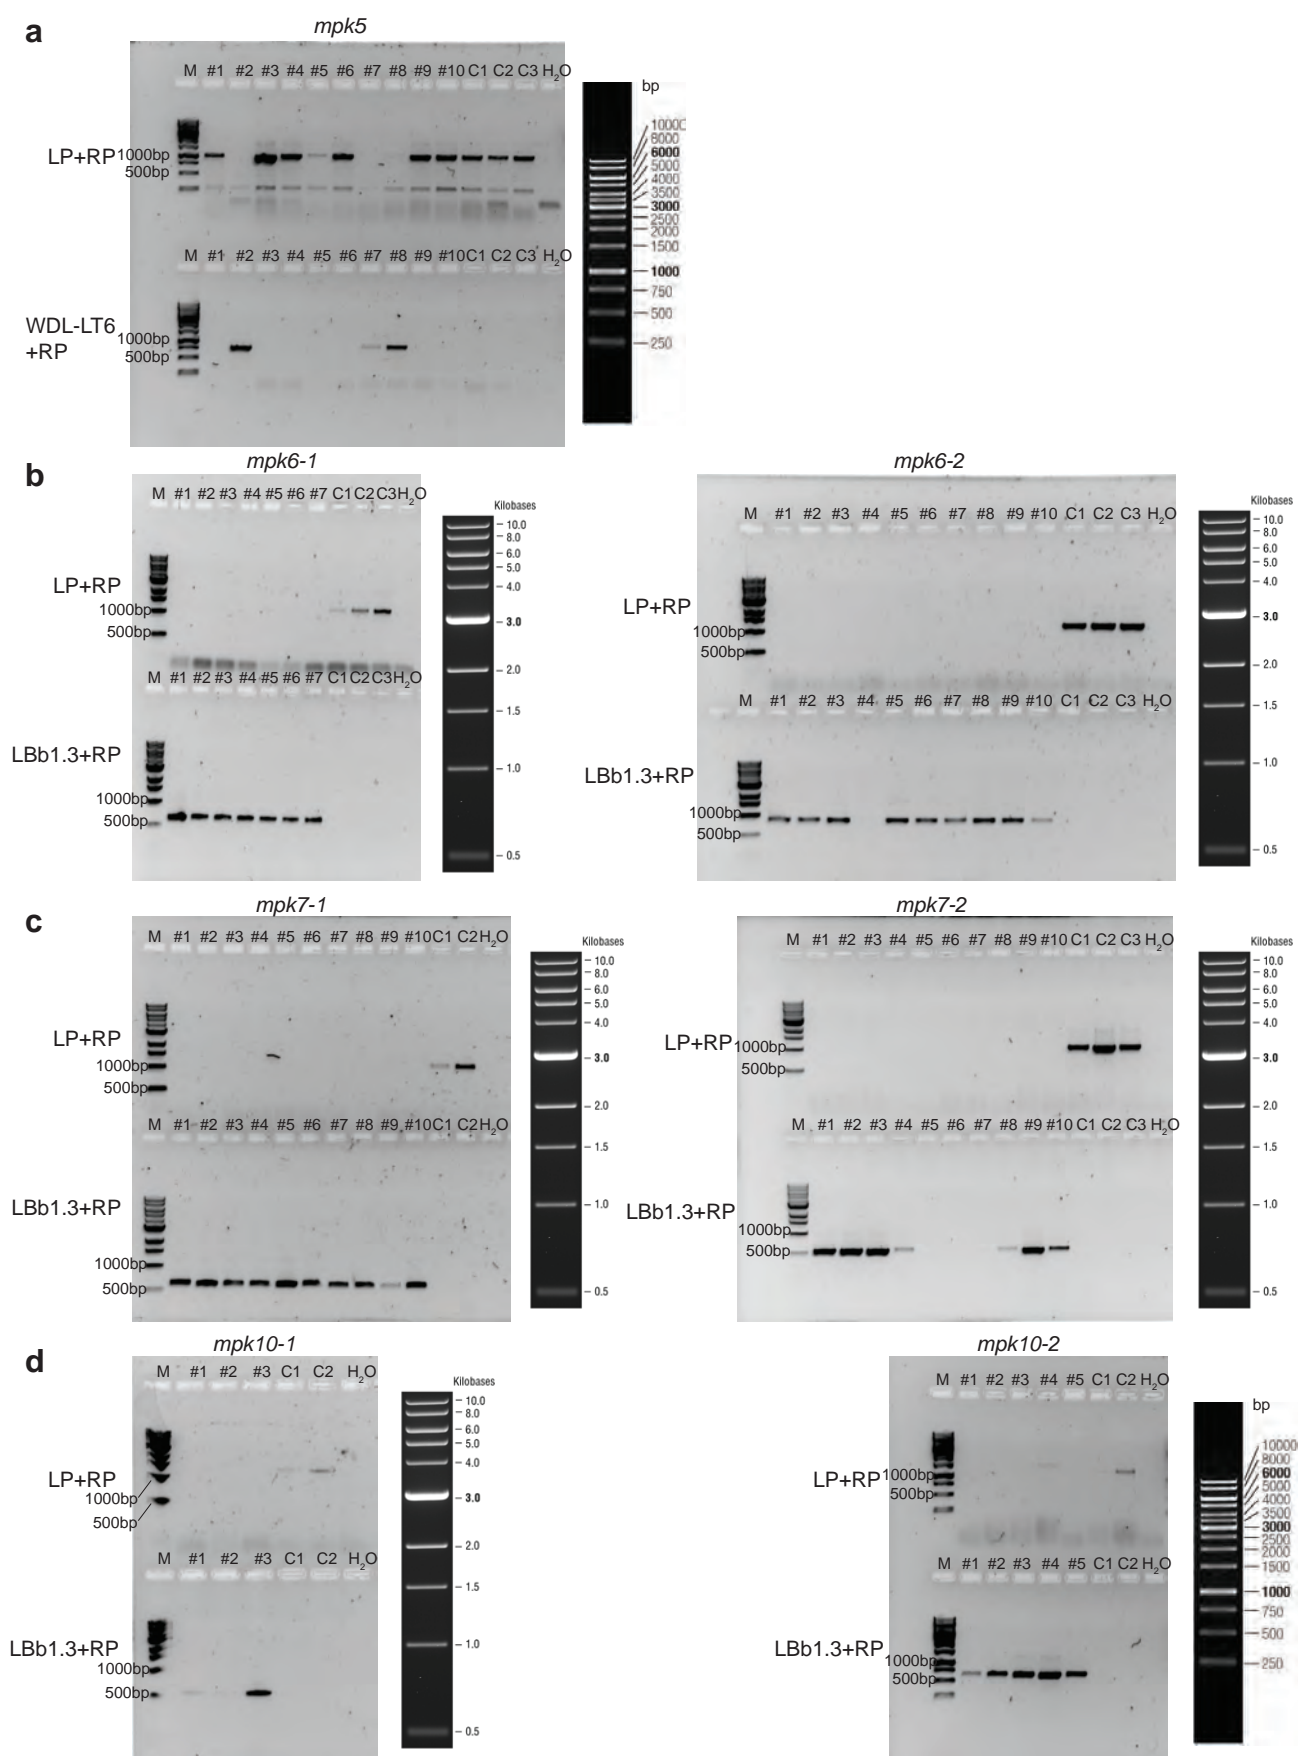 a
mpk5
M #1 #2 #3 #4 #5 #6 #7 #8 #9 #10 C1 C2 C3 H2O
LP+RP
1000bp
500bp
M #1 #2 #3 #4 #5 #6 #7 #8 #9 #10 C1 C2 C3 H2O
WDL-LT6
+RP
1000bp
500bp
bp
10000
8000
6000
5000
4000
3500
3000
2500
2000
1500
1000
750
500
250
b
mpk6-1
M #1 #2 #3 #4 #5 #6 #7 C1 C2 C3 H2O
LP+RP
1000bp
500bp
M #1 #2 #3 #4 #5 #6 #7 C1 C2 C3 H2O
LBb1.3+RP
1000bp
500bp
Kilobases
10.0
8.0
6.0
5.0
4.0
3.0
2.0
1.5
1.0
0.5
mpk6-2
M #1 #2 #3 #4 #5 #6 #7 #8 #9 #10 C1 C2 C3 H2O
LP+RP
1000bp
500bp
M #1 #2 #3 #4 #5 #6 #7 #8 #9 #10 C1 C2 C3 H2O
LBb1.3+RP
1000bp
500bp
Kilobases
10.0
8.0
6.0
5.0
4.0
3.0
2.0
1.5
1.0
0.5
c
mpk7-1
M #1 #2 #3 #4 #5 #6 #7 #8 #9 #10 C1 C2 H2O
LP+RP
1000bp
500bp
M #1 #2 #3 #4 #5 #6 #7 #8 #9 #10 C1 C2 H2O
LBb1.3+RP
1000bp
500bp
Kilobases
10.0
8.0
6.0
5.0
4.0
3.0
2.0
1.5
1.0
0.5
mpk7-2
M #1 #2 #3 #4 #5 #6 #7 #8 #9 #10 C1 C2 C3 H2O
LP+RP
1000bp
500bp
M #1 #2 #3 #4 #5 #6 #7 #8 #9 #10 C1 C2 C3 H2O
LBb1.3+RP
1000bp
500bp
Kilobases
10.0
8.0
6.0
5.0
4.0
3.0
2.0
1.5
1.0
0.5
d
mpk10-1
M #1 #2 #3 C1 C2 H2O
LP+RP
1000bp
500bp
M #1 #2 #3 C1 C2 H2O
LBb1.3+RP
1000bp
500bp
Kilobases
10.0
8.0
6.0
5.0
4.0
3.0
2.0
1.5
1.0
0.5
mpk10-2
M #1 #2 #3 #4 #5 C1 C2 H2O
LP+RP
1000bp
500bp
M #1 #2 #3 #4 #5 C1 C2 H2O
LBb1.3+RP
1000bp
500bp
bp
10000
8000
6000
5000
4000
3500
3000
2500
2000
1500
1000
750
500
250